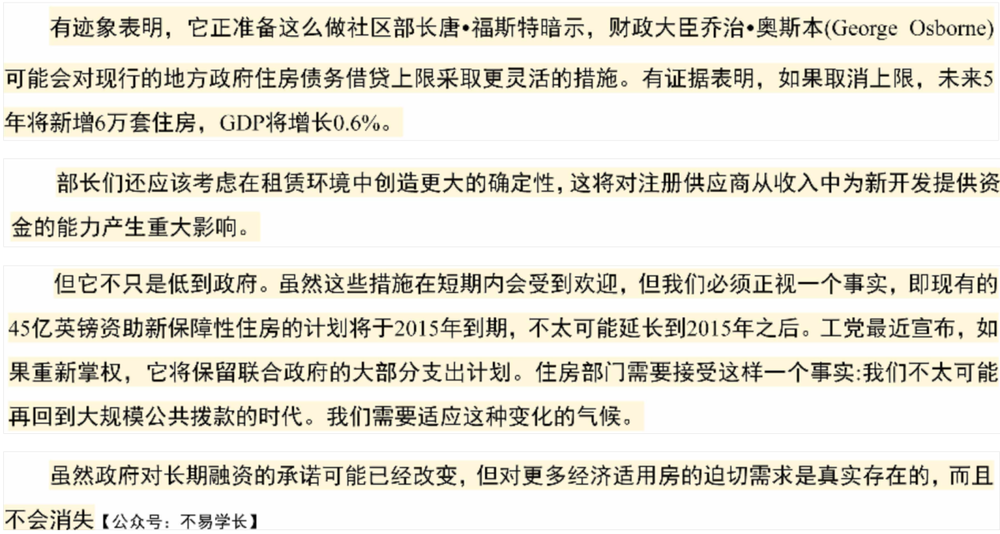 有迹象表明，它正准备这么做社区部长唐•福斯特暗示，财政大臣乔治•奥斯本(George Osborne)
可能会对现行的地方政府住房债务借贷上限采取更灵活的措施。有证据表明，如果取消上限，未来5
年将新增6万套住房，GDP将增长0.6%。
部长们还应该考虑在租赁环境中创造更大的确定性，这将对注册供应商从收入中为新开发提供资
金的能力产生重大影响。
但它不只是低到政府。虽然这些措施在短期内会受到欢迎，但我们必须正视一个事实，即现有的
45亿英镑资助新保障性住房的计划将于2015年到期，不太可能延长到2015年之后。工党最近宣布，如
果重新掌权，它将保留联合政府的大部分支出计划。住房部门需要接受这样一个事实:我们不太可能
再回到大规模公共拨款的时代。我们需要适应这种变化的气候。
虽然政府对长期融资的承诺可能已经改变，但对更多经济适用房的迫切需求是真实存在的，而且
不会消失【公众号：不易学长】